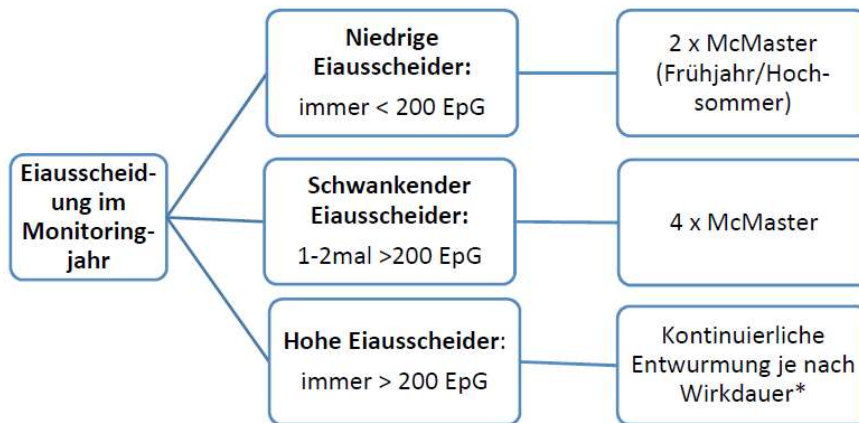 Eiausscheid-
ung im
Monitoring-
jahr
Niedrige
Eiausscheider:
immer < 200 EpG
2 x McMaster
(Frühjahr/Hoch-
sommer)
Schwankender
Eiausscheider:
1-2mal >200 EpG
4 x McMaster
Hohe Eiausscheider:
immer > 200 EpG
Kontinuierliche
Entwurmung je nach
Wirkdauer*